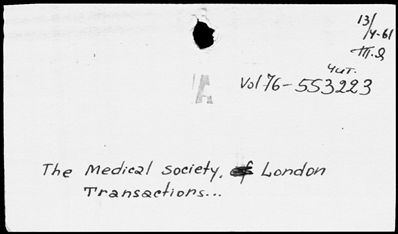 13/
4-61
Т.Я
Чит.
Vol 76-553223
A
The Medical Society, of London
Transactions...